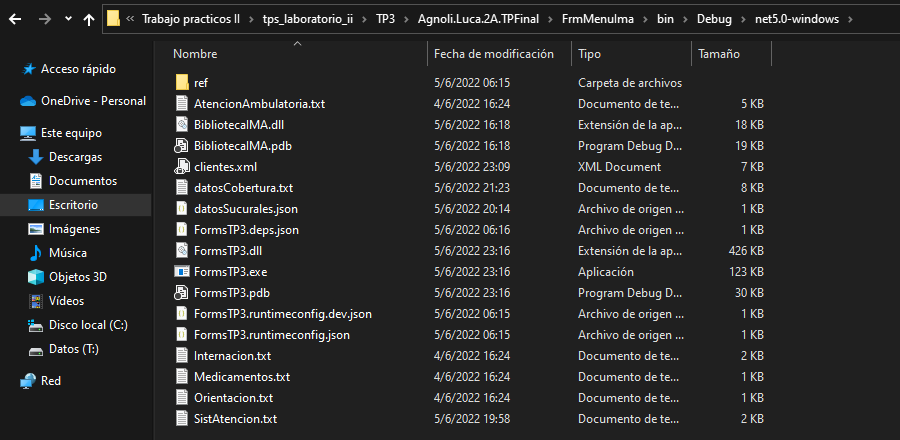 « Trabajo practicos II > tps_laboratorio_ii > TP3 > Agnoli.Luca.2A.TPFinal > FrmMenuIma > bin > Debug > net5.0-windows >
Nombre Fecha de modificación Tipo Tamaño
Acceso rápido
OneDrive - Personal
Este equipo
Descargas
Documentos
Escritorio
Imágenes
Música
Objetos 3D
Vídeos
Disco local (C:)
Datos (T:)
Red
ref 5/6/2022 06:15 Carpeta de archivos
AtencionAmbulatoria.txt 4/6/2022 16:24 Documento de te... 5 KB
BibliotecaIMA.dll 5/6/2022 16:18 Extensión de la ap... 18 KB
BibliotecaIMA.pdb 5/6/2022 16:18 Program Debug D... 19 KB
clientes.xml 5/6/2022 23:09 XML Document 7 KB
datosCobertura.txt 5/6/2022 21:23 Documento de te... 8 KB
datosSucurales.json 5/6/2022 20:14 Archivo de origen ... 1 KB
FormsTP3.deps.json 5/6/2022 06:16 Archivo de origen ... 1 KB
FormsTP3.dll 5/6/2022 23:16 Extensión de la ap... 426 KB
FormsTP3.exe 5/6/2022 23:16 Aplicación 123 KB
FormsTP3.pdb 5/6/2022 23:16 Program Debug D... 30 KB
FormsTP3.runtimeconfig.dev.json 5/6/2022 06:15 Archivo de origen ... 1 KB
FormsTP3.runtimeconfig.json 5/6/2022 06:15 Archivo de origen ... 1 KB
Internacion.txt 4/6/2022 16:24 Documento de te... 2 KB
Medicamentos.txt 4/6/2022 16:24 Documento de te... 1 KB
Orientacion.txt 4/6/2022 16:24 Documento de te... 1 KB
SistAtencion.txt 5/6/2022 19:58 Documento de te... 2 KB